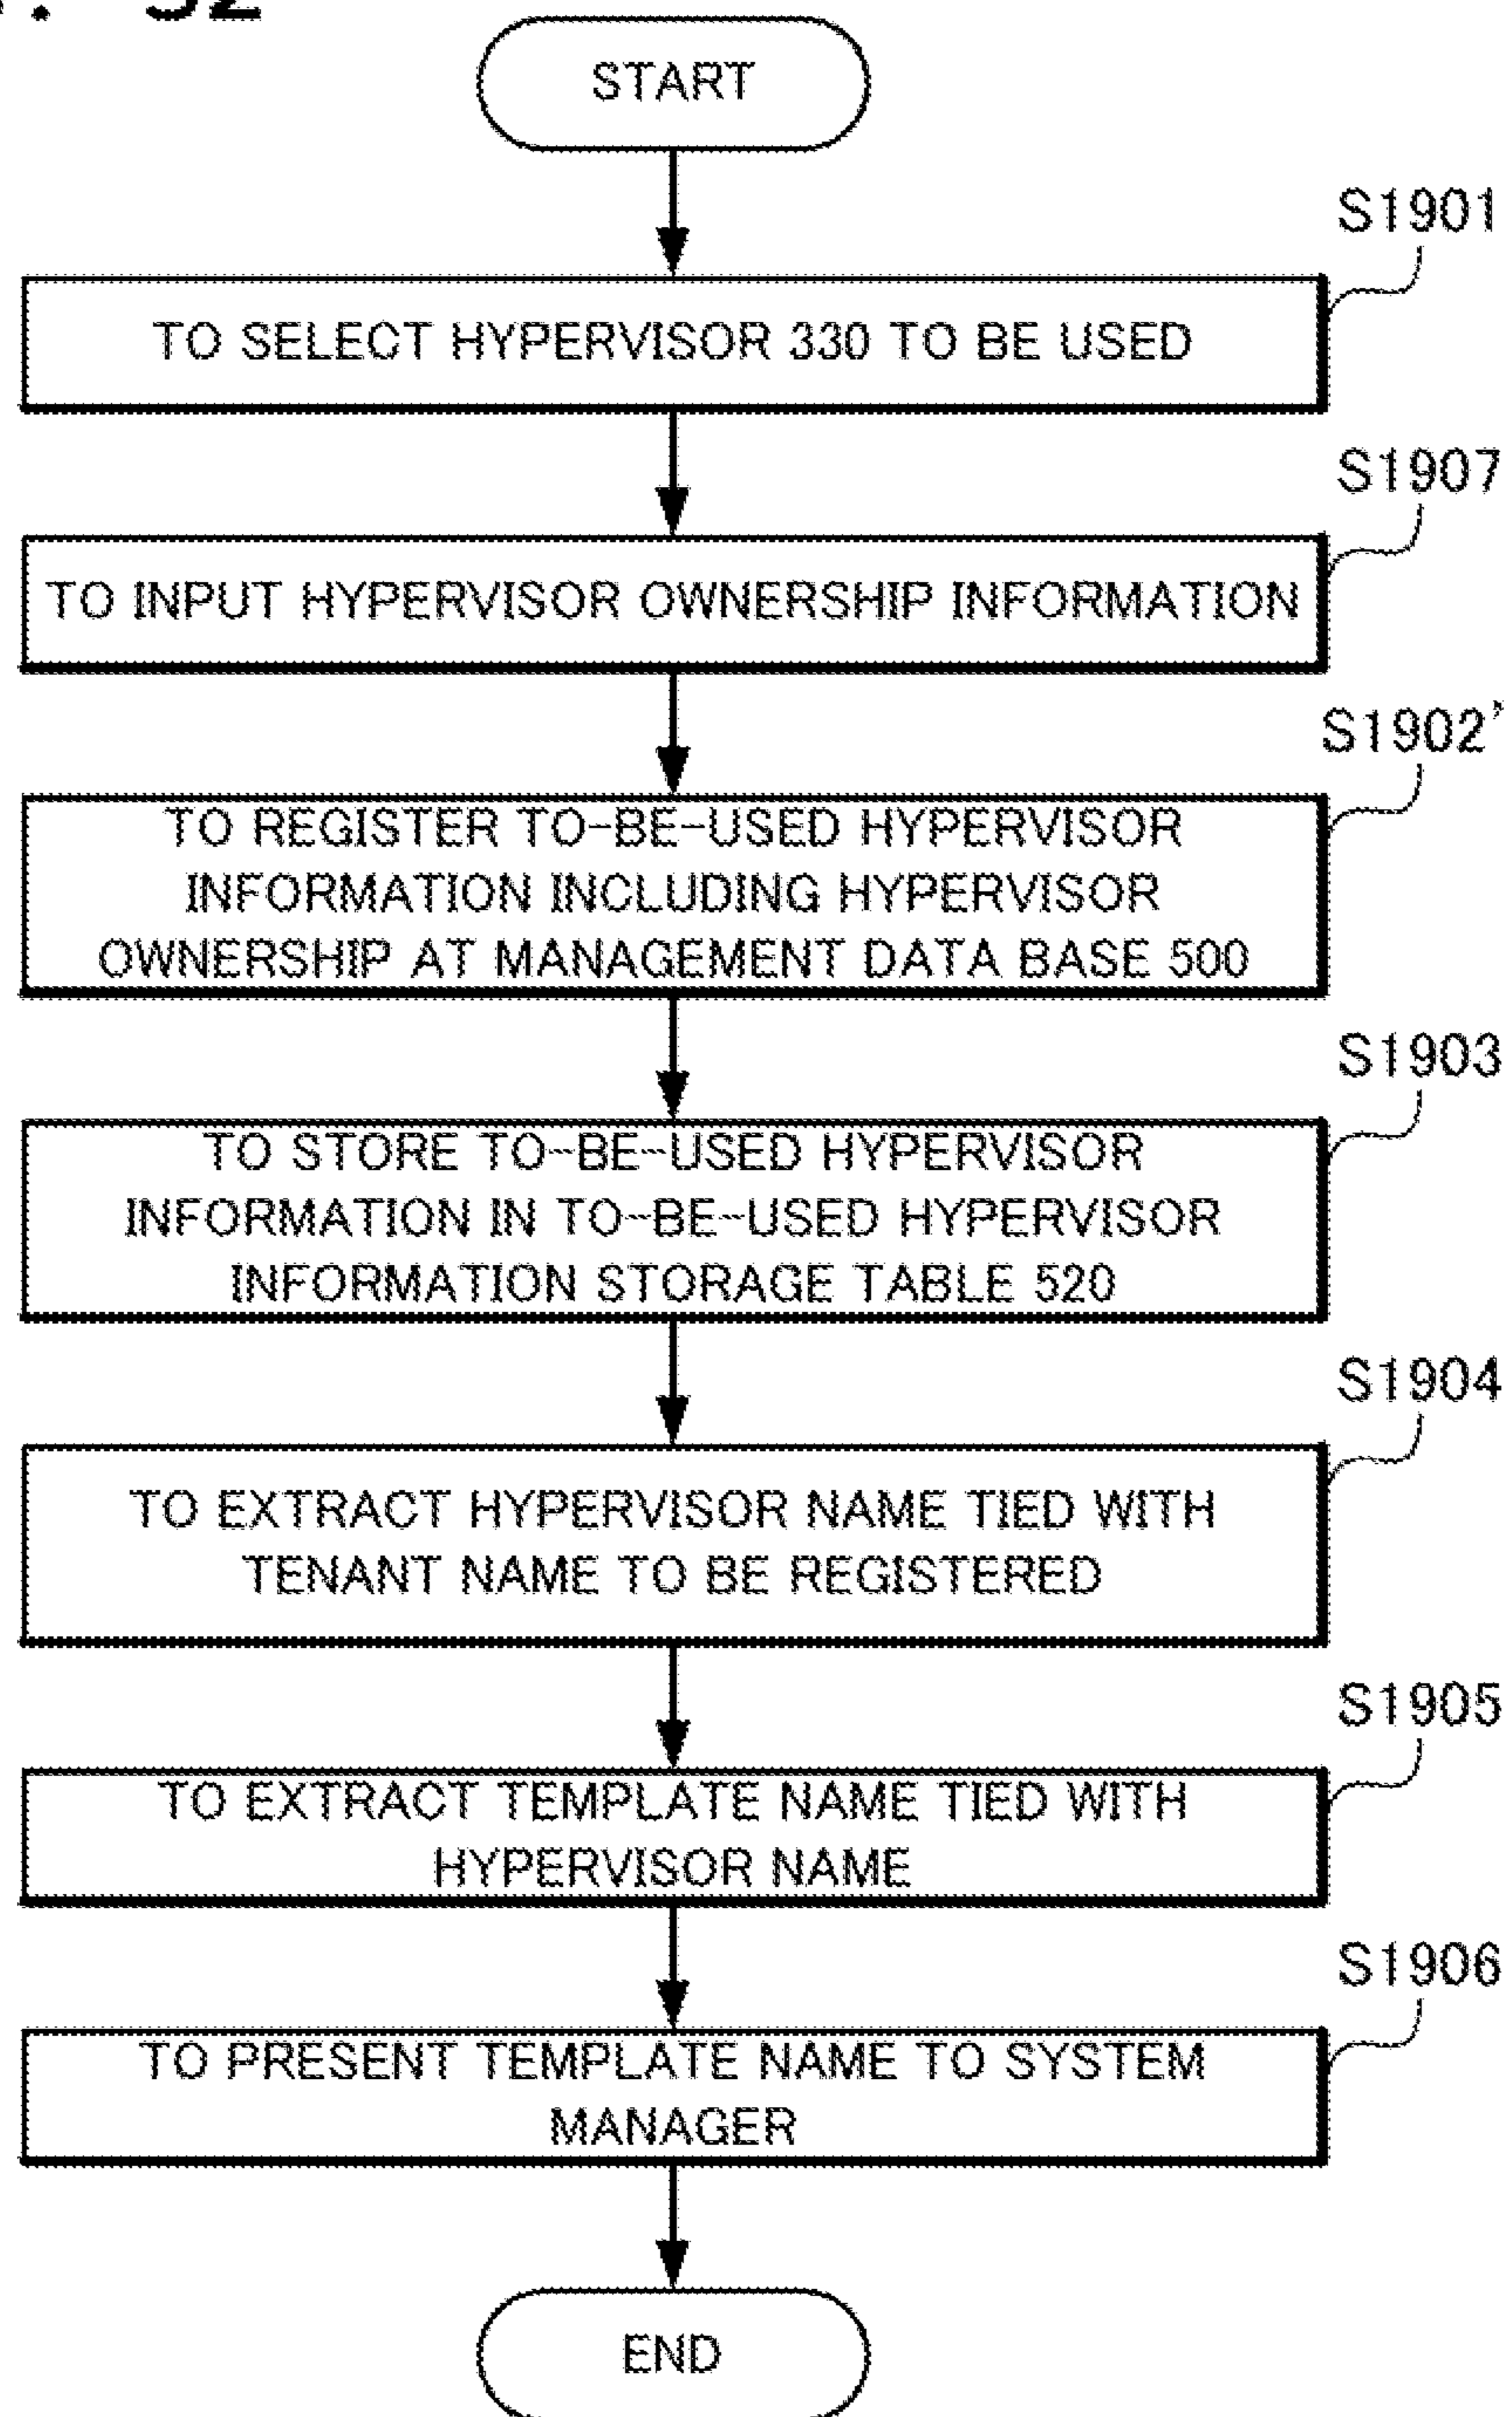 START
S1901
TO SELECT HYPERVISOR 330 TO BE USED
S1907
TO INPUT HYPERVISOR OWNERSHIP INFORMATION
S1902'
TO REGISTER TO-BE-USED HYPERVISOR
INFORMATION INCLUDING HYPERVISOR
OWNERSHIP AT MANAGEMENT DATA BASE 500
S1903
TO STORE TO-BE-USED HYPERVISOR
INFORMATION IN TO-BE-USED HYPERVISOR
INFORMATION STORAGE TABLE 520
S1904
TO EXTRACT HYPERVISOR NAME TIED WITH
TENANT NAME TO BE REGISTERED
S1905
TO EXTRACT TEMPLATE NAME TIED WITH
HYPERVISOR NAME
S1906
TO PRESENT TEMPLATE NAME TO SYSTEM
MANAGER
END